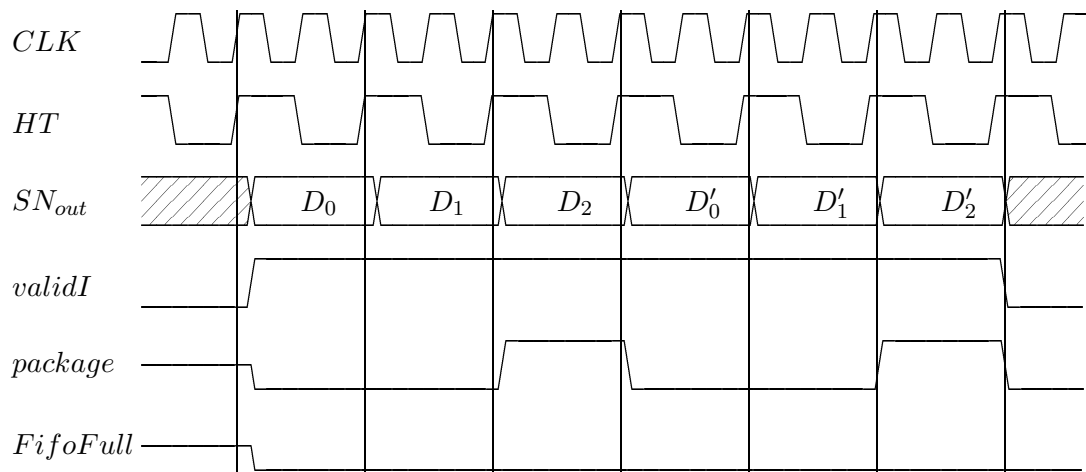 CLK
HT
SN_out D_0 D_1 D_2 D'_0 D'_1 D'_2
validI
package
FifoFull